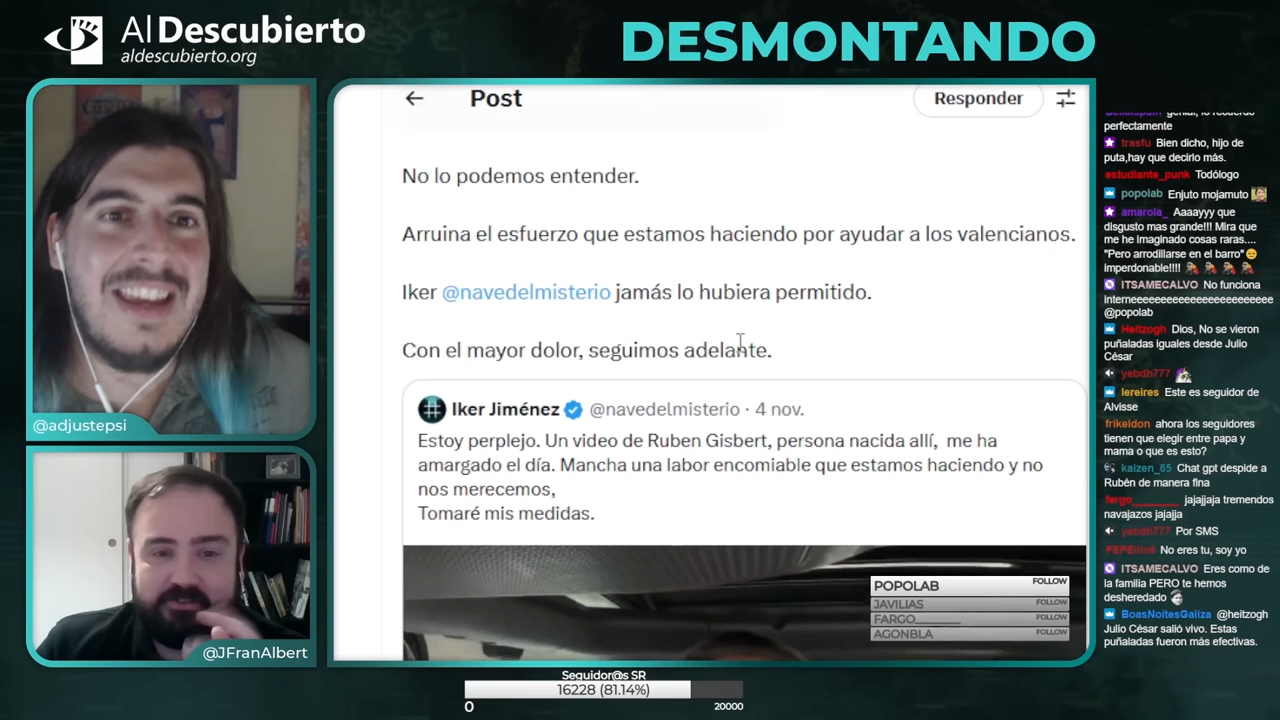 Al Descubierto
aldescubierto.org
DESMONTANDO
@adjustepsi
@JFranAlbert
Post
Responder
No lo podemos entender.
Arruina el esfuerzo que estamos haciendo por ayudar a los valencianos.
Iker @navedelmisterio jamás lo hubiera permitido.
Con el mayor dolor, seguimos adelante.
Iker Jiménez @navedelmisterio · 4 nov.
Estoy perplejo. Un video de Ruben Gisbert, persona nacida allí, me ha
amargado el día. Mancha una labor encomiable que estamos haciendo y no
nos merecemos,
Tomaré mis medidas.
POPOLAB FOLLOW
JAVILIAS FOLLOW
FARGO________ FOLLOW
AGONBLA FOLLOW
perfectamente
trasfu Bien dicho, hijo de
puta,hay que decirlo más.
estudiante_punk Todólogo
popolab Enjuto mojamuto
amarola_ Aaaayyy que
disgusto mas grande!!! Mira que
me he imaginado cosas raras....
"Pero arrodillarse en el barro"
imperdonable!!!!
ITSAMECALVO No funciona
interneeeeeeeeeeeeeeeeeeeeeeee
@popolab
Heitzogh Dios, No se vieron
puñaladas iguales desde Julio
César
yebdh777
lereires Este es seguidor de
Alvisse
frikeldon ahora los seguidores
tienen que elegir entre papa y
mama o que es esto?
kaizen_65 Chat gpt despide a
Rubén de manera fina
fargo________ jajajjaja tremendos
navajazos jajajja
yebdh777 Por SMS
No eres tu, soy yo
ITSAMECALVO Eres como de
la familia PERO te hemos
desheredado
BoasNoitesGaliza @heitzogh
Julio César salió vivo. Estas
puñaladas fueron más efectivas.
Seguidor@s SR
16228 (81.14%)
0 20000